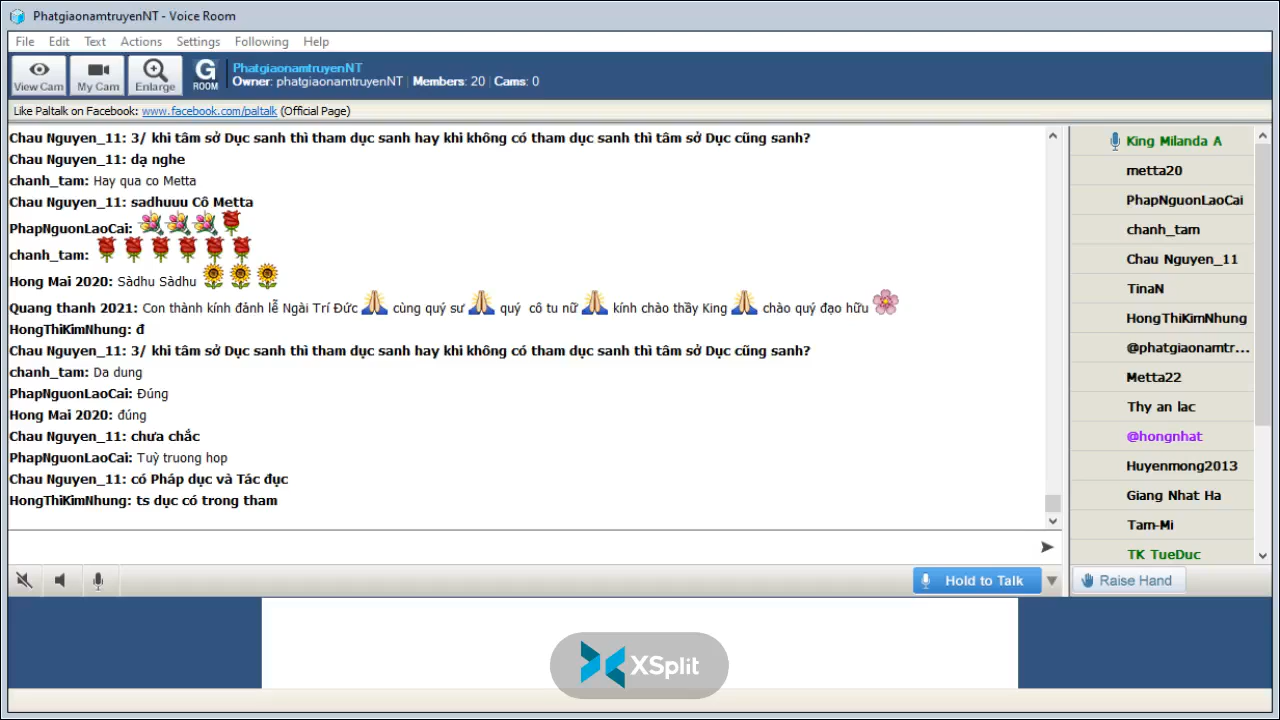 PhatgiaonamtruyenNT - Voice Room
File Edit Text Actions Settings Following Help
View Cam My Cam Enlarge G ROOM
PhatgiaonamtruyenNT
Owner: phatgiaonamtruyenNT Members: 20 Cams: 0
Like Paltalk on Facebook: www.facebook.com/paltalk (Official Page)
Chau Nguyen_11: 3/ khi tâm sở Dục sanh thì tham dục sanh hay khi không có tham dục sanh thì tâm sở Dục cũng sanh?
Chau Nguyen_11: dạ nghe
chanh_tam: Hay qua co Metta
Chau Nguyen_11: sadhuuu Cô Metta
PhapNguonLaoCai:
chanh_tam:
Hong Mai 2020: Sàdhu Sàdhu
Quang thanh 2021: Con thành kính đảnh lễ Ngài Trí Đức cùng quý sư quý cô tu nữ kính chào thầy King chào quý đạo hữu
HongThiKimNhung: đ
Chau Nguyen_11: 3/ khi tâm sở Dục sanh thì tham dục sanh hay khi không có tham dục sanh thì tâm sở Dục cũng sanh?
chanh_tam: Da dung
PhapNguonLaoCai: Đúng
Hong Mai 2020: đúng
Chau Nguyen_11: chưa chắc
PhapNguonLaoCai: Tuỳ truong hop
Chau Nguyen_11: có Pháp dục và Tác đục
HongThiKimNhung: ts dục có trong tham
King Milanda A
metta20
PhapNguonLaoCai
chanh_tam
Chau Nguyen_11
TinaN
HongThiKimNhung
@phatgiaonamtr...
Metta22
Thy an lac
@hongnhat
Huyenmong2013
Giang Nhat Ha
Tam-Mi
TK TueDuc
Hold to Talk
Raise Hand
XSplit